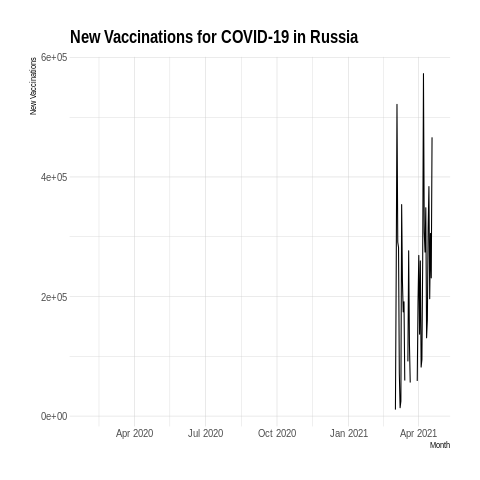 New Vaccinations for COVID-19 in Russia
New Vaccinations
6e+05
4e+05
2e+05
0e+00
Apr 2020 Jul 2020 Oct 2020 Jan 2021 Apr 2021
Month